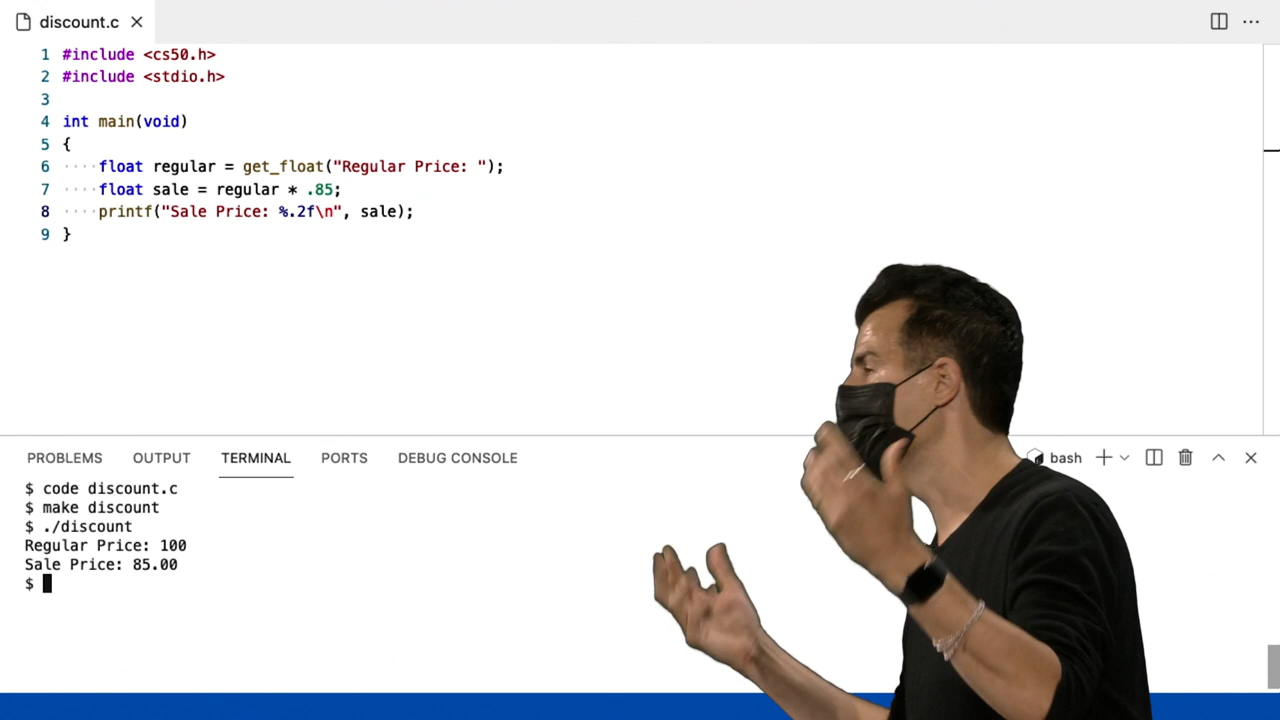 discount.c
1 #include <cs50.h>
2 #include <stdio.h>
3
4 int main(void)
5 {
6 ····float regular = get_float("Regular Price: ");
7 ····float sale = regular * .85;
8 ····printf("Sale Price: %.2f\n", sale);
9 }
PROBLEMS OUTPUT TERMINAL PORTS DEBUG CONSOLE bash
$ code discount.c
$ make discount
$ ./discount
Regular Price: 100
Sale Price: 85.00
$